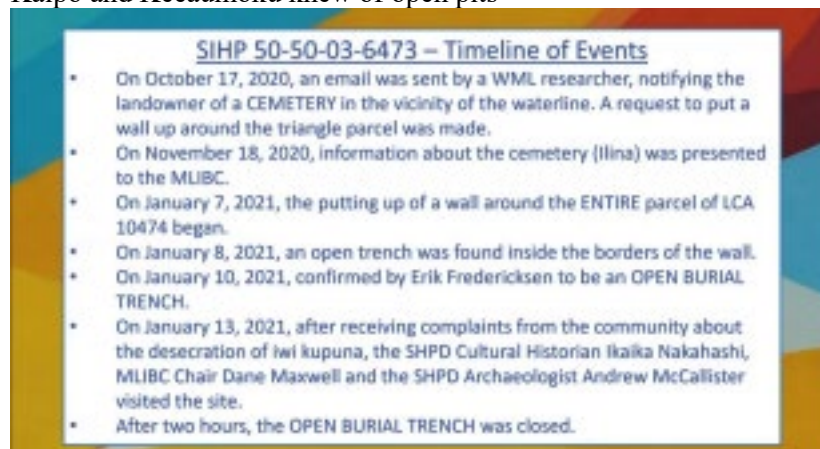 Kaipo and Keeaumoku knew of open pits
SIHP 50-50-03-6473 – Timeline of Events
• On October 17, 2020, an email was sent by a WML researcher, notifying the
landowner of a CEMETERY in the vicinity of the waterline. A request to put a
wall up around the triangle parcel was made.
• On November 18, 2020, information about the cemetery (Ilina) was presented
to the MLIBC.
• On January 7, 2021, the putting up of a wall around the ENTIRE parcel of LCA
10474 began.
• On January 8, 2021, an open trench was found inside the borders of the wall.
• On January 10, 2021, confirmed by Erik Fredericksen to be an OPEN BURIAL
TRENCH.
• On January 13, 2021, after receiving complaints from the community about
the desecration of iwi kupuna, the SHPD Cultural Historian Ikaika Nakahashi,
MLIBC Chair Dane Maxwell and the SHPD Archaeologist Andrew McCallister
visited the site.
• After two hours, the OPEN BURIAL TRENCH was closed.